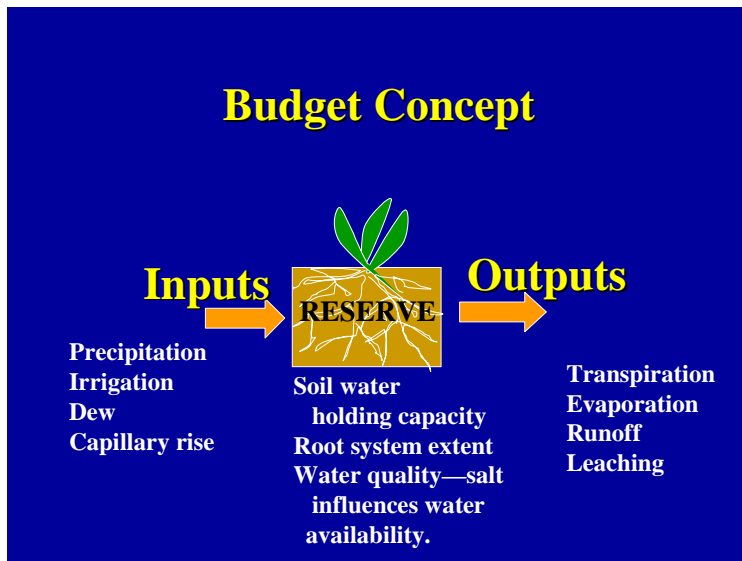 Budget Concept
Inputs
Outputs
RESERVE
Precipitation
Irrigation
Dew
Capillary rise
Soil water
holding capacity
Root system extent
Water quality—salt
influences water
availability.
Transpiration
Evaporation
Runoff
Leaching